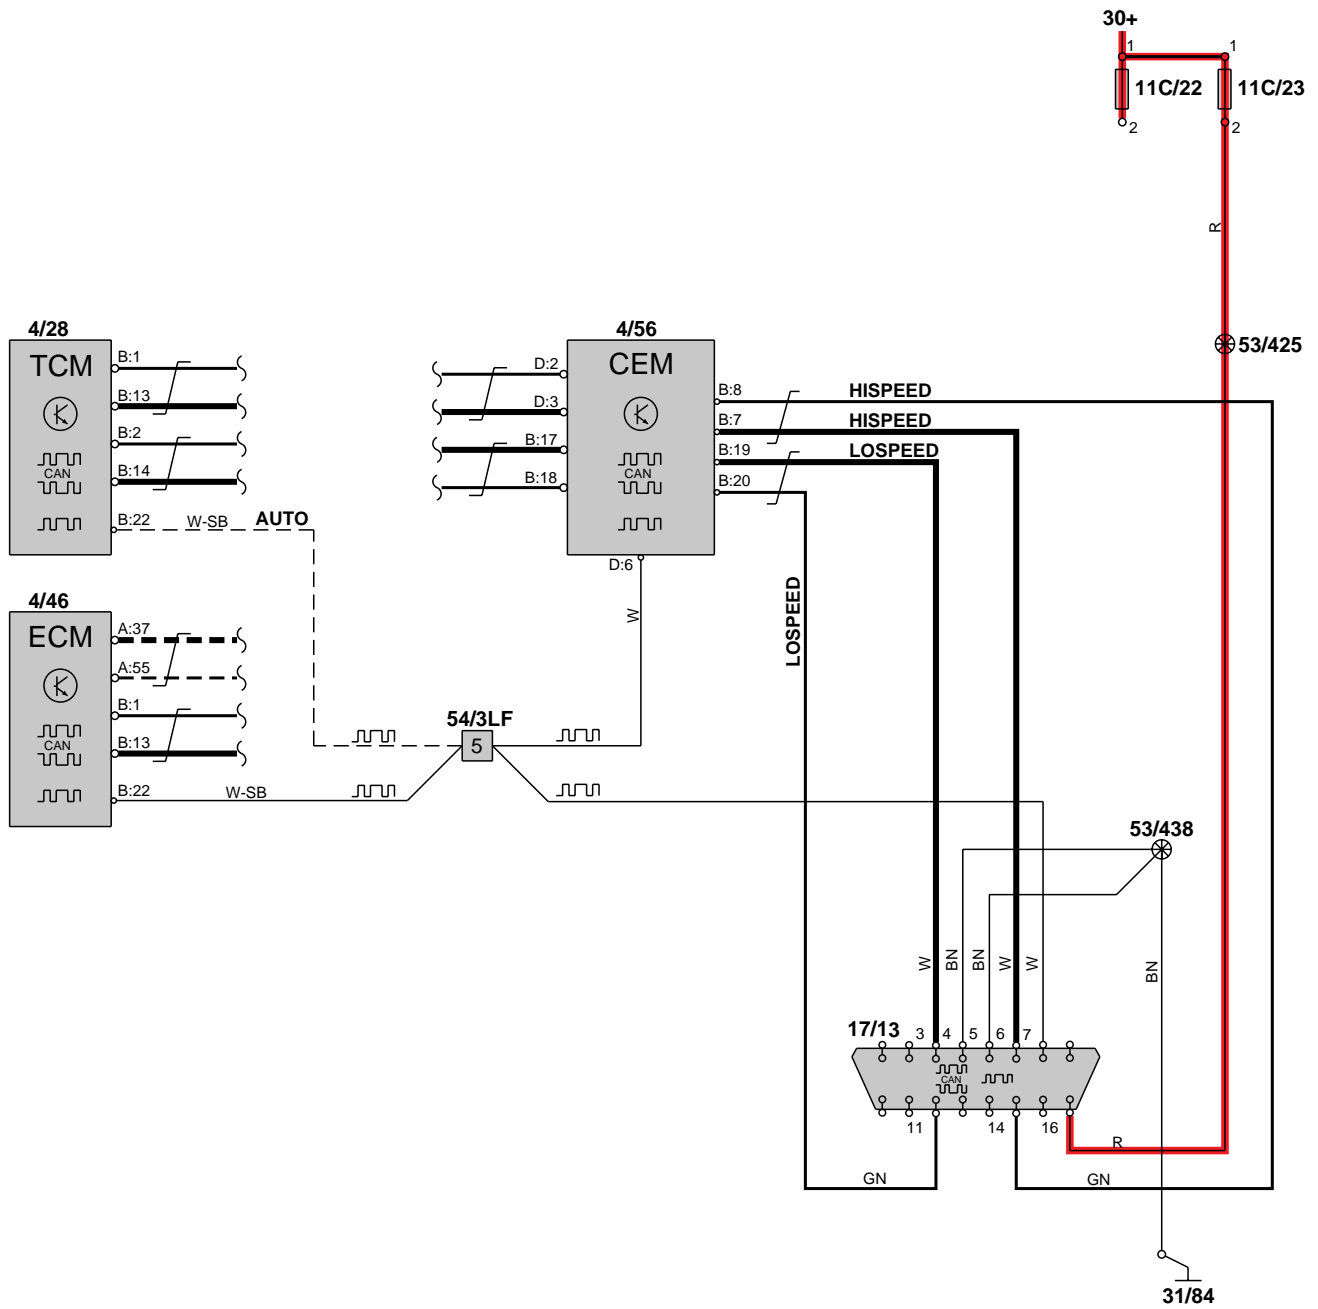 30+
1
1
11C/22
11C/23
2
2
R
53/425
4/28
TCM
B:1
B:13
B:2
B:14
CAN
B:22
W-SB
AUTO
4/56
CEM
D:2
D:3
B:17
B:18
CAN
B:8
HISPEED
B:7
HISPEED
B:19
LOSPEED
B:20
D:6
W
LOSPEED
4/46
ECM
A:37
A:55
B:1
B:13
CAN
B:22
W-SB
54/3LF
5
53/438
W
BN
BN
W
W
BN
17/13
3
4
5
6
7
CAN
11
14
16
R
GN
GN
31/84